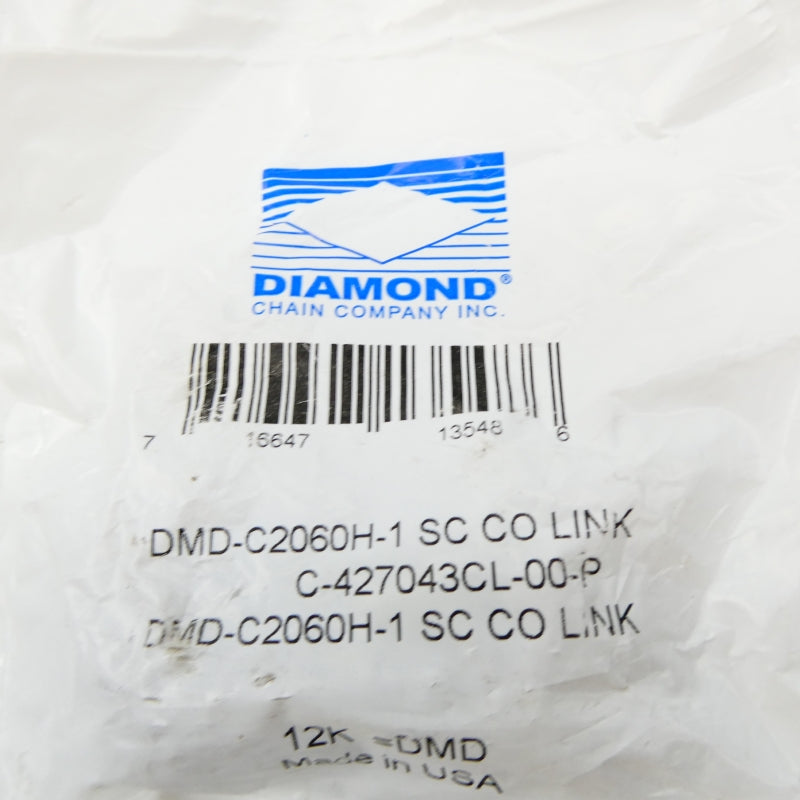 DIAMOND®
CHAIN COMPANY INC.
7 16647 13548 6
DMD-C2060H-1 SC CO LINK
C-427043CL-00-P
DMD-C2060H-1 SC CO LINK
12K =DMD
Made in USA